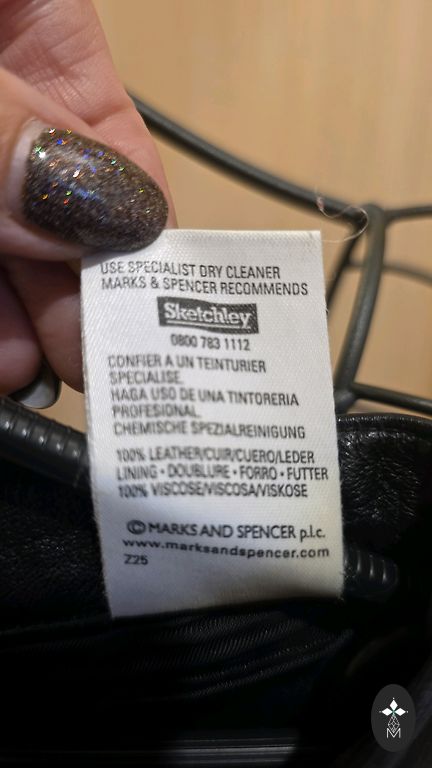 USE SPECIALIST DRY CLEANER
MARKS & SPENCER RECOMMENDS
Sketchley
0800 783 1112
CONFIER A UN TEINTURIER
SPECIALISE.
HAGA USO DE UNA TINTORERIA
PROFESIONAL.
CHEMISCHE SPEZIALREINIGUNG
100% LEATHER/CUIR/CUERO/LEDER
LINING • DOUBLURE • FORRO • FUTTER
100% VISCOSE/VISCOSA/VISKOSE
© MARKS AND SPENCER p.l.c.
www.marksandspencer.com
Z25
M